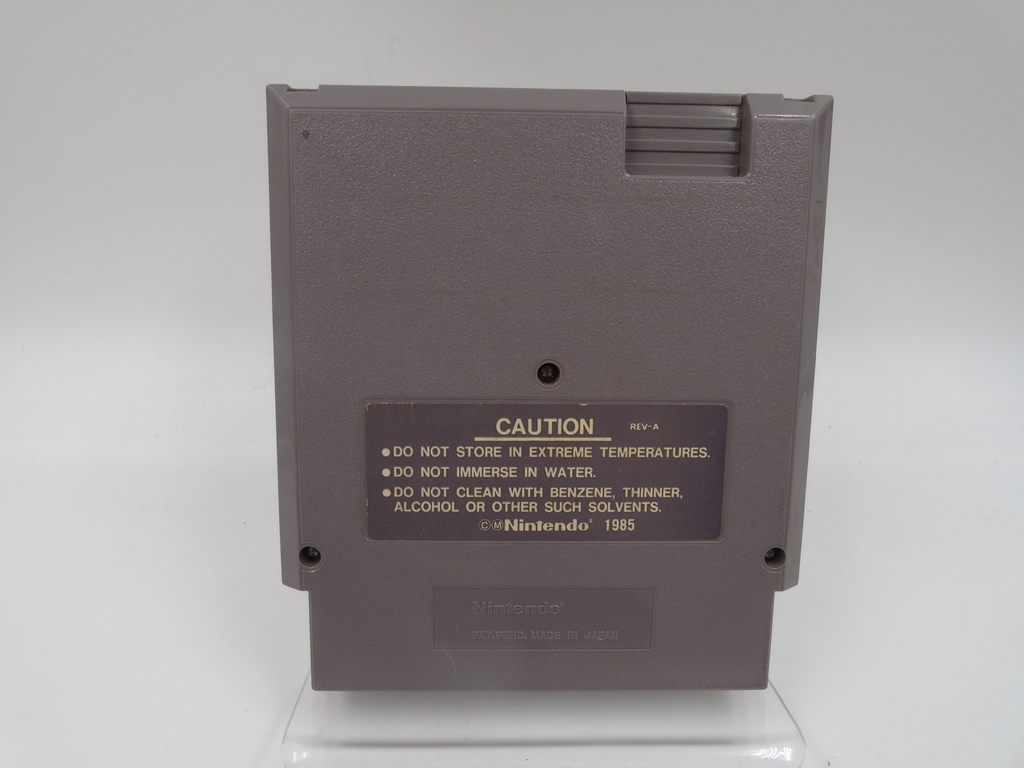 CAUTION REV-A
●DO NOT STORE IN EXTREME TEMPERATURES.
●DO NOT IMMERSE IN WATER.
●DO NOT CLEAN WITH BENZENE, THINNER,
ALCOHOL OR OTHER SUCH SOLVENTS.
ⒸⓂNintendo® 1985
Nintendo®
PAT. PEND. MADE IN JAPAN